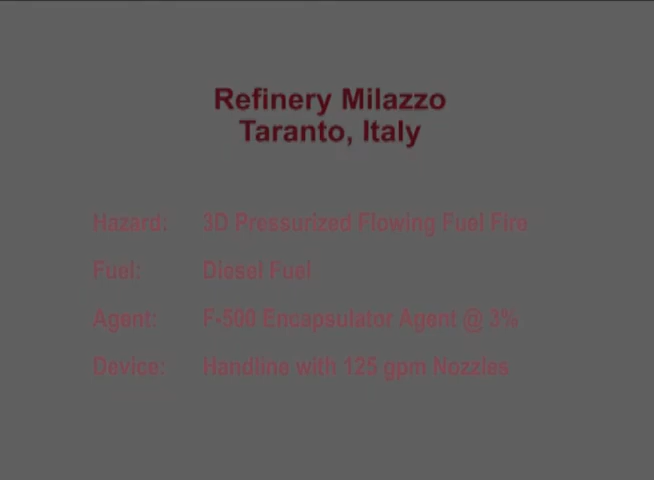 Refinery Milazzo
Taranto, Italy
Hazard: 3D Pressurized Flowing Fuel Fire
Fuel: Diesel Fuel
Agent: F-500 Encapsulator Agent @ 3%
Device: Handline with 125 gpm Nozzles